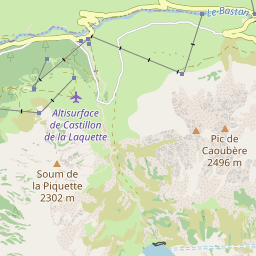 Le Bastan
Altisurface
de Castillon
de la Laquette
Pic de
Caoubère
2496 m
Soum de
la Piquette
2302 m